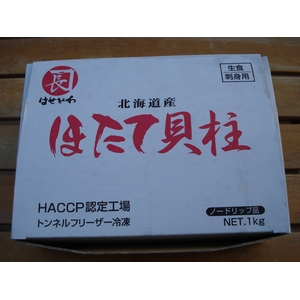 長
はせがわ
生食
刺身用
北海道産
ほたて貝柱
HACCP認定工場
トンネルフリーザー冷凍
ノードリップ品
NET.1kg